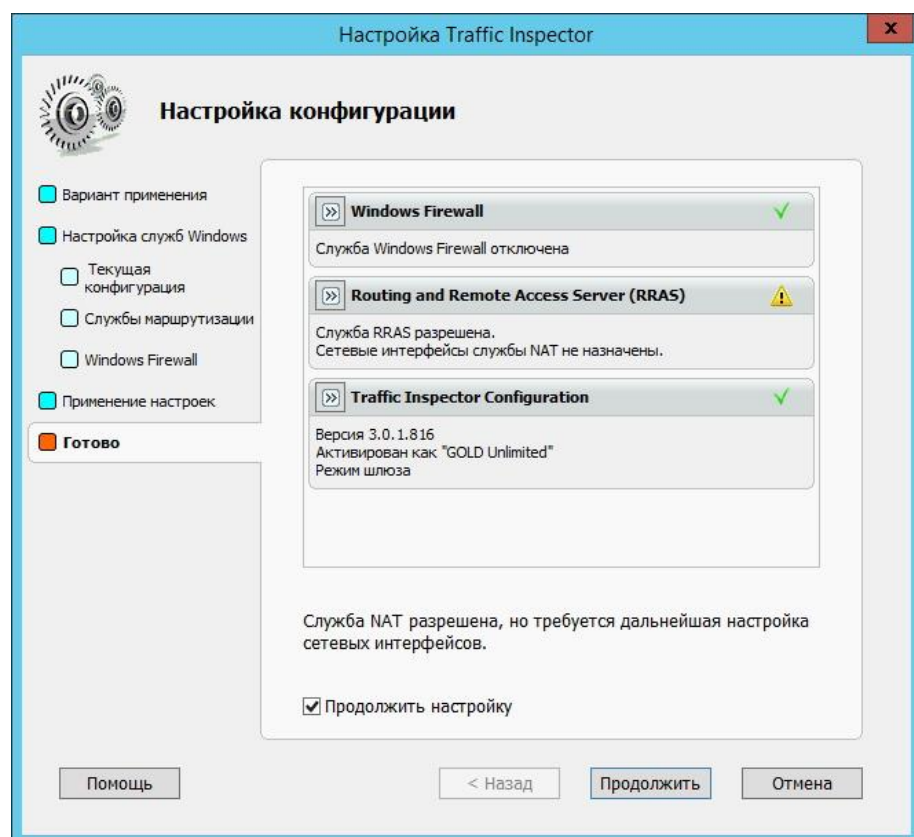 Настройка Traffic Inspector
x
Настройка конфигурации
Вариант применения
Настройка служб Windows
Текущая
конфигурация
Службы маршрутизации
Windows Firewall
Применение настроек
Готово
Windows Firewall
Служба Windows Firewall отключена
Routing and Remote Access Server (RRAS)
Служба RRAS разрешена.
Сетевые интерфейсы службы NAT не назначены.
Traffic Inspector Configuration
Версия 3.0.1.816
Активирован как "GOLD Unlimited"
Режим шлюза
Служба NAT разрешена, но требуется дальнейшая настройка
сетевых интерфейсов.
Продолжить настройку
Помощь
< Назад
Продолжить
Отмена